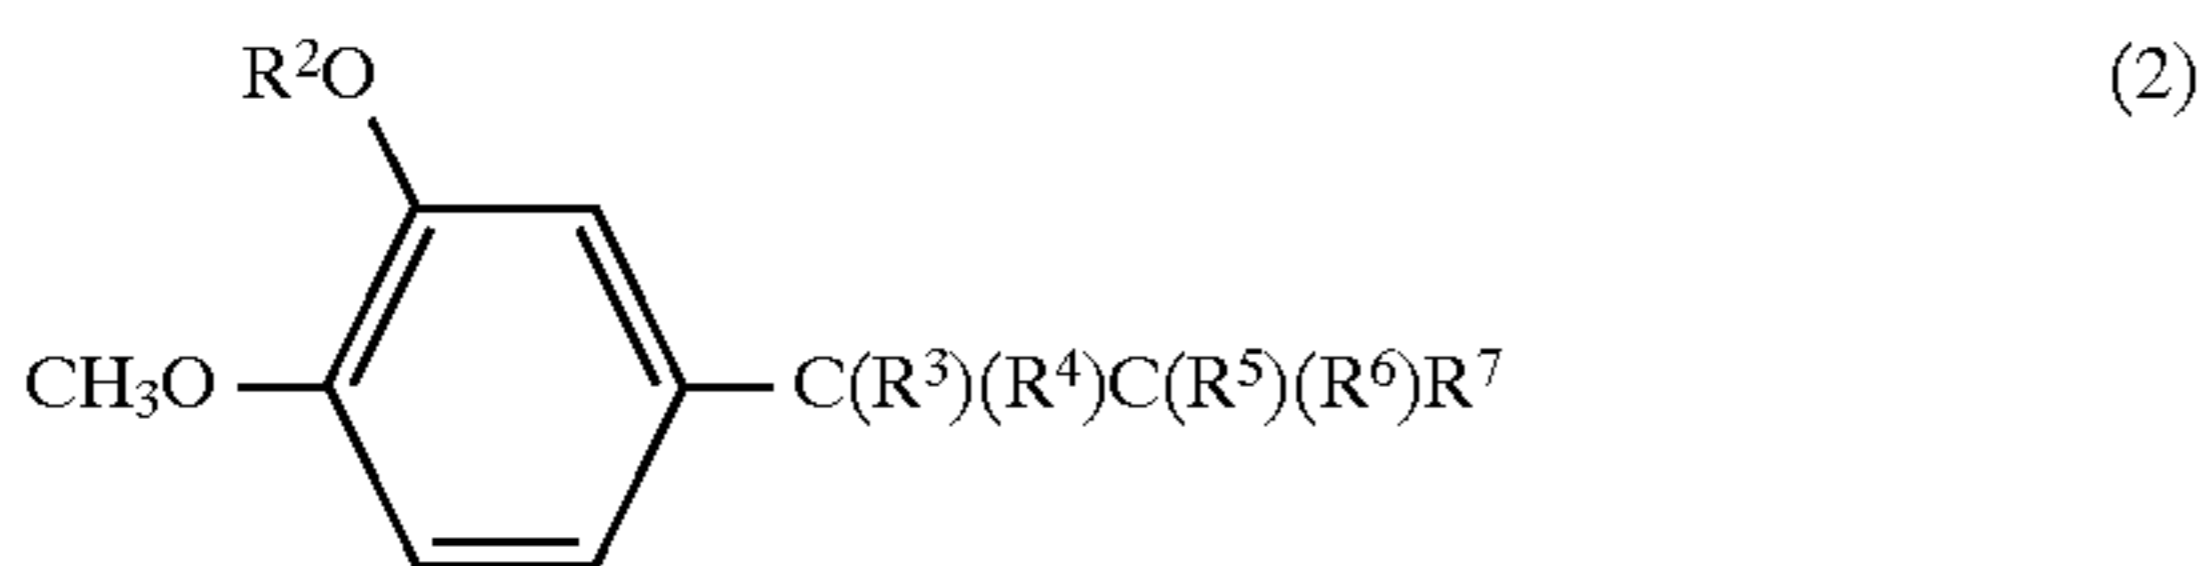 R²O (2)
CH₃O C(R³)(R⁴)C(R⁵)(R⁶)R⁷